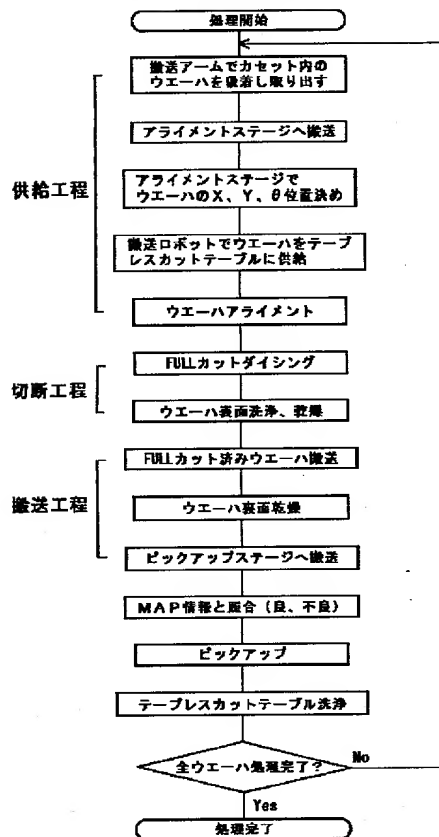 処理開始
搬送アームでカセット内の
ウエーハを吸着し取り出す
アライメントステージへ搬送
供給工程
アライメントステージで
ウエーハのX、Y、θ位置決め
搬送ロボットでウエーハをテープ
レスカットテーブルに供給
ウエーハアライメント
切断工程
FULLカットダイシング
ウエーハ表面洗浄、乾燥
搬送工程
FULLカット済みウエーハ搬送
ウエーハ裏面乾燥
ピックアップステージへ搬送
MAP情報と照合（良、不良）
ピックアップ
テープレスカットテーブル洗浄
全ウエーハ処理完了？
No
Yes
処理完了